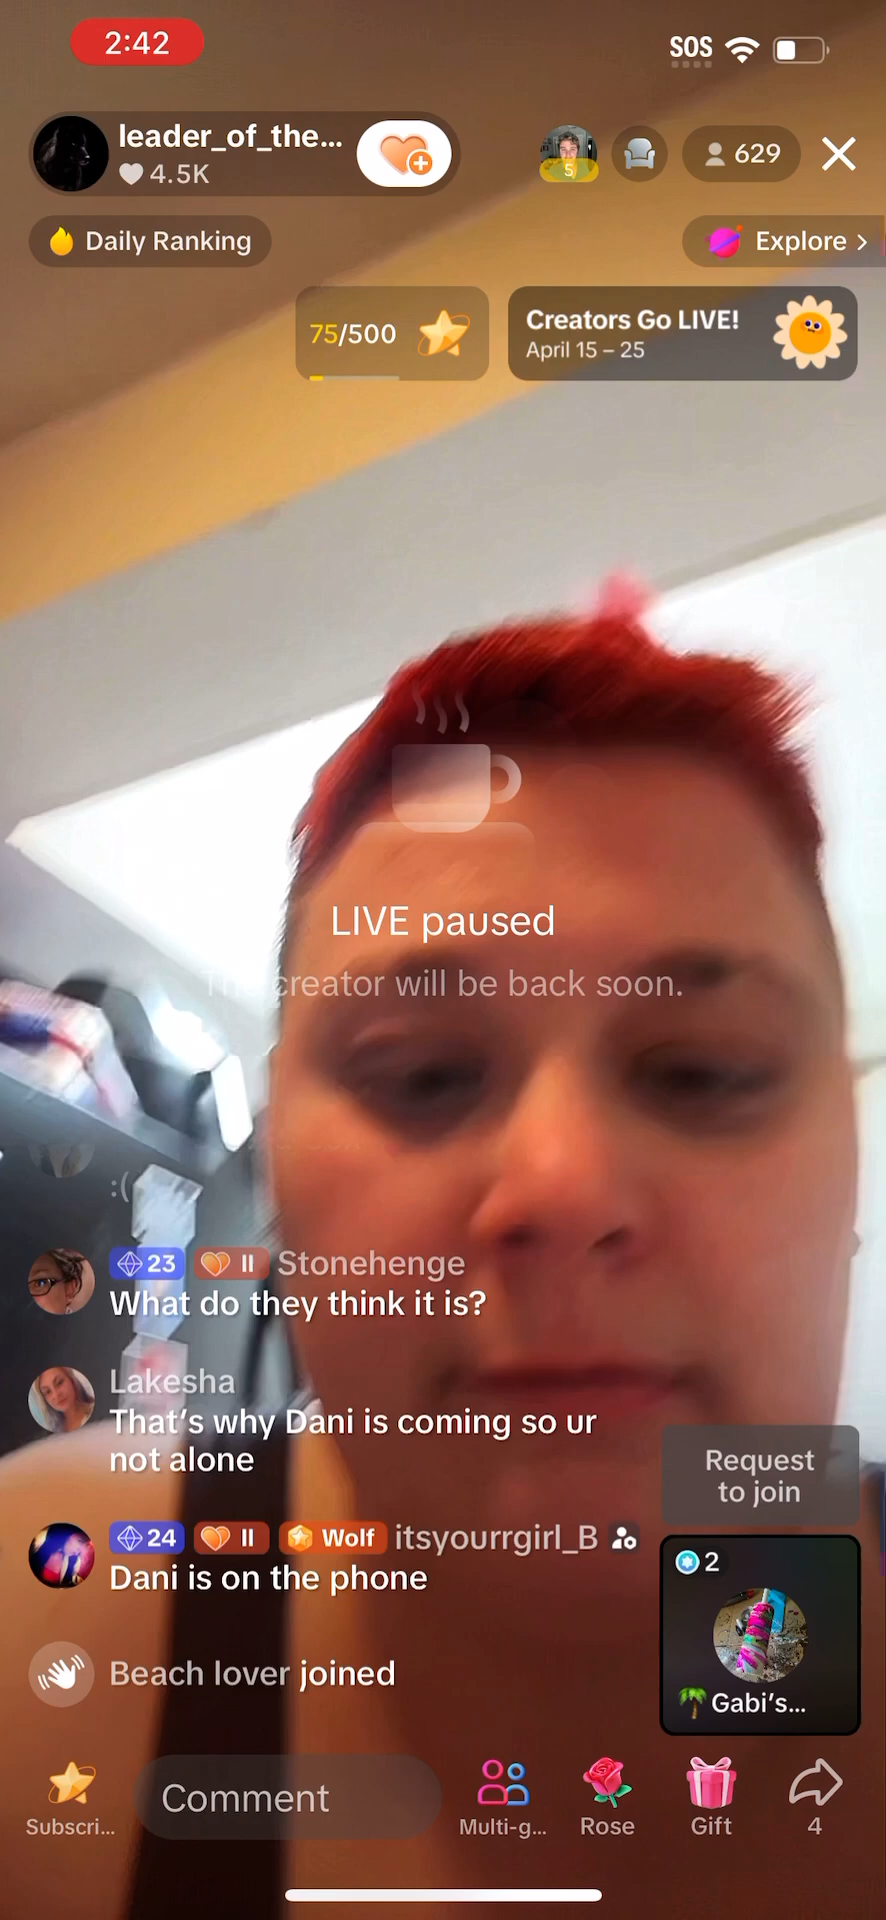 2:42
SOS
leader_of_the...
4.5K
5
629
Daily Ranking
Explore >
75/500
Creators Go LIVE!
April 15 – 25
LIVE paused
The creator will be back soon.
:(
23 II Stonehenge
What do they think it is?
Lakesha
That's why Dani is coming so ur
not alone
24 II Wolf itsyourrgirl_B
Dani is on the phone
Beach lover joined
Request
to join
2
🌴Gabi's...
Comment
Subscri...
Multi-g...
Rose
Gift
4